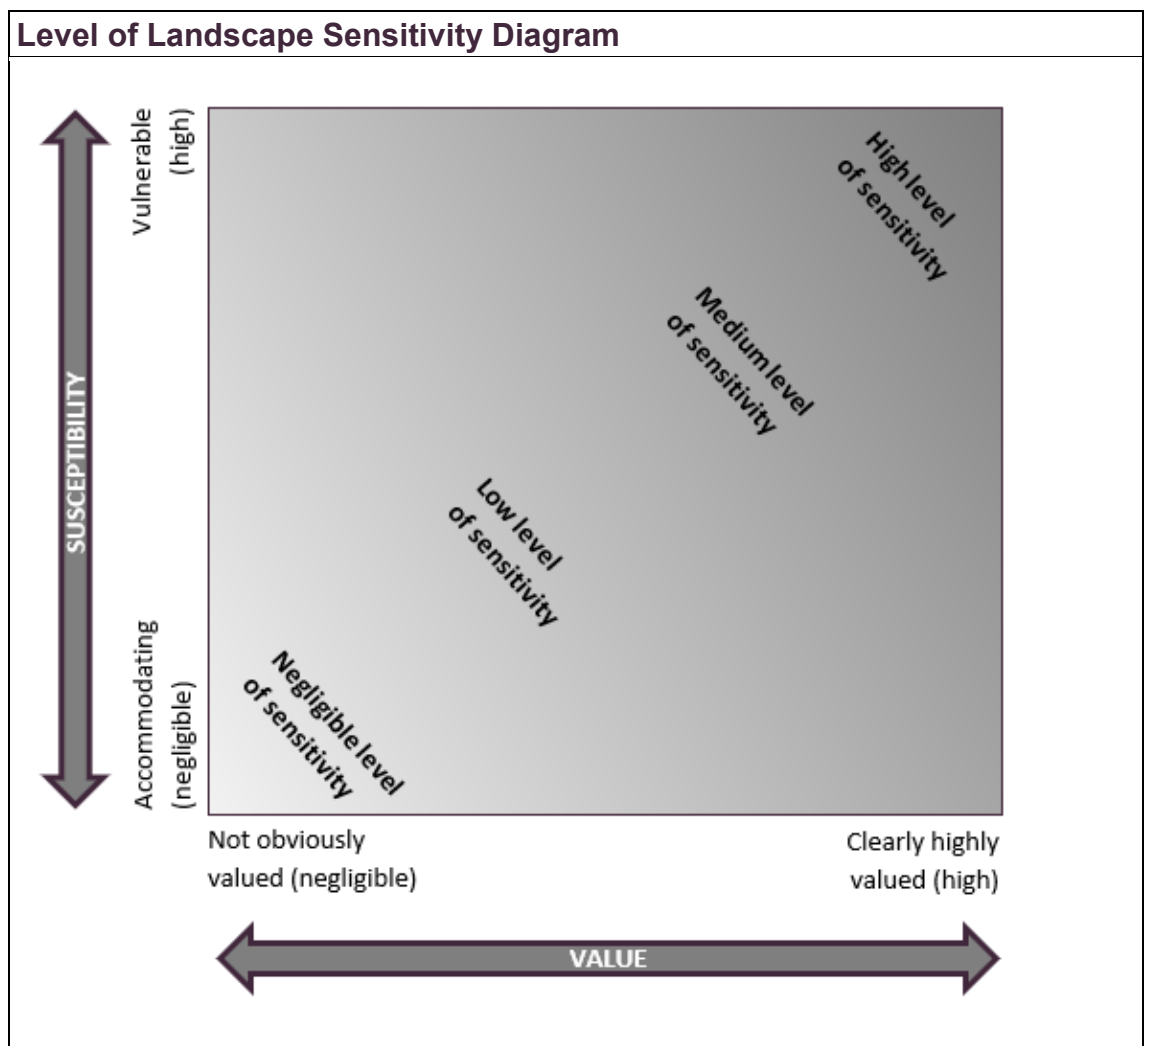 Level of Landscape Sensitivity Diagram
Vulnerable
(high)
High level
of sensitivity
Medium level
of sensitivity
SUSCEPTIBILITY
Low level
of sensitivity
Accommodating
(negligible)
Negligible level
of sensitivity
Not obviously
valued (negligible)
Clearly highly
valued (high)
VALUE